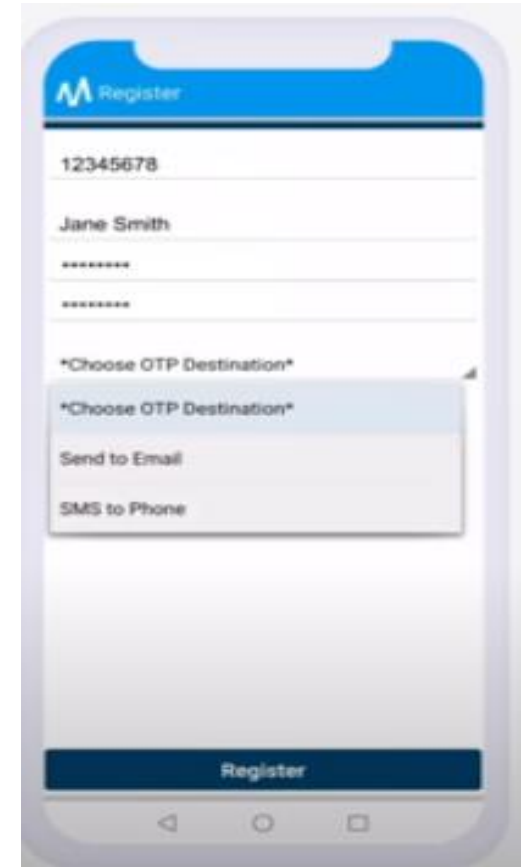 Register
12345678
Jane Smith
********
********
*Choose OTP Destination*
*Choose OTP Destination*
Send to Email
SMS to Phone
Register